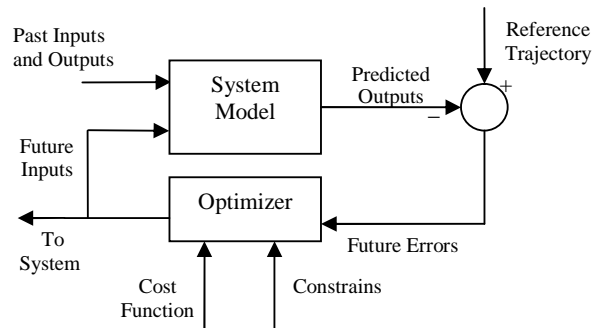 Past Inputs
and Outputs
System
Model
Predicted
Outputs
Reference
Trajectory
+
−
Future
Inputs
Optimizer
To
System
Future Errors
Cost
Function
Constrains